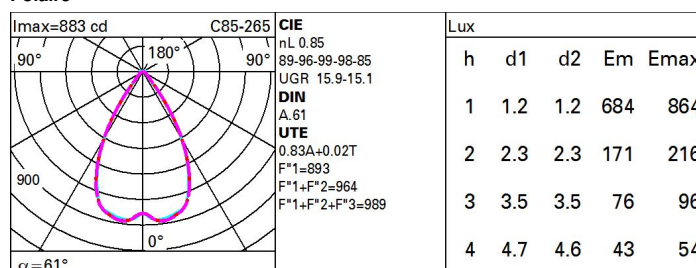 Imax=883 cd C85-265
90° 180° 90°
900
0°
α=61°
CIE
nL 0.85
89-96-99-98-85
UGR 15.9-15.1
DIN
A.61
UTE
0.83A+0.02T
F"1=893
F"1+F"2=964
F"1+F"2+F"3=989
Lux
h d1 d2 Em Emax
1 1.2 1.2 684 864
2 2.3 2.3 171 216
3 3.5 3.5 76 96
4 4.7 4.6 43 54